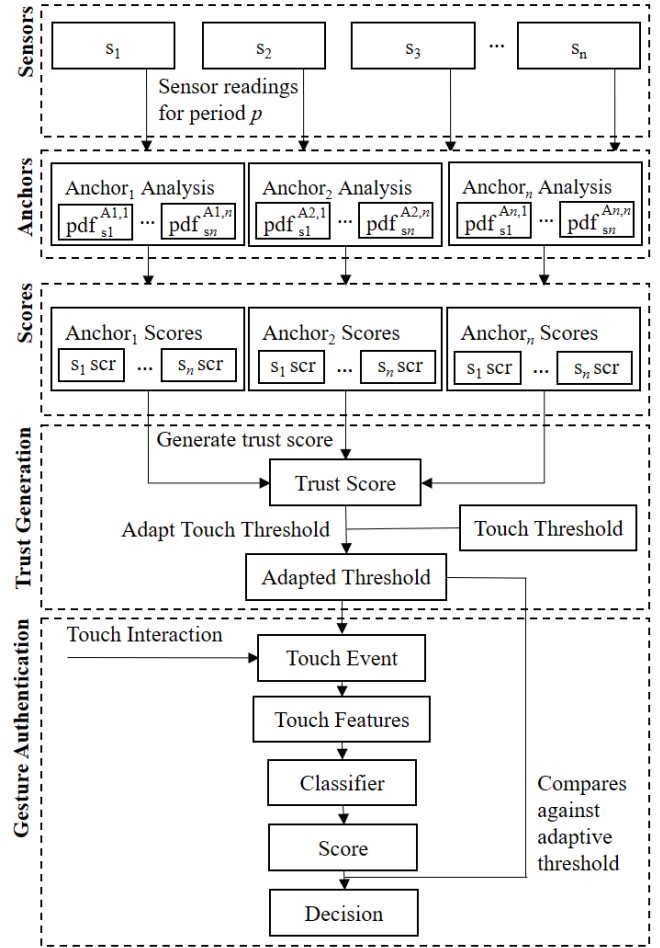 Sensors
s1 s2 s3 ... sn
Sensor readings
for period p
Anchors
Anchor1 Analysis Anchor2 Analysis Anchorn Analysis
pdf s1 A1,1 ... pdf sn A1,n pdf s1 A2,1 ... pdf sn A2,n pdf s1 An,1 ... pdf sn An,n
Scores
Anchor1 Scores Anchor2 Scores Anchorn Scores
s1 scr ... sn scr s1 scr ... sn scr s1 scr ... sn scr
Trust Generation
Generate trust score
Trust Score
Adapt Touch Threshold
Touch Threshold
Adapted Threshold
Gesture Authentication
Touch Interaction
Touch Event
Touch Features
Classifier
Score
Decision
Compares
against
adaptive
threshold